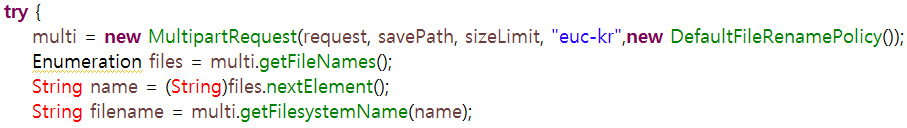 try {
multi = new MultipartRequest(request, savePath, sizeLimit, "euc-kr",new DefaultFileRenamePolicy());
Enumeration files = multi.getFileNames();
String name = (String)files.nextElement();
String filename = multi.getFilesystemName(name);